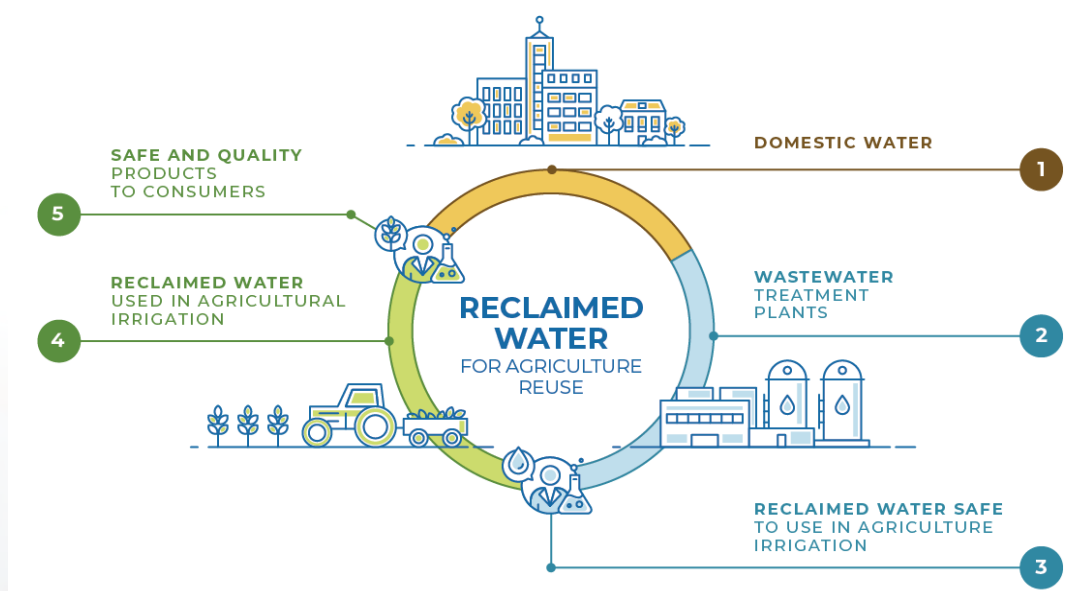 DOMESTIC WATER
1
SAFE AND QUALITY
PRODUCTS
TO CONSUMERS
5
RECLAIMED WATER
USED IN AGRICULTURAL
IRRIGATION
4
RECLAIMED
WATER
FOR AGRICULTURE
REUSE
WASTEWATER
TREATMENT
PLANTS
2
RECLAIMED WATER SAFE
TO USE IN AGRICULTURE
IRRIGATION
3